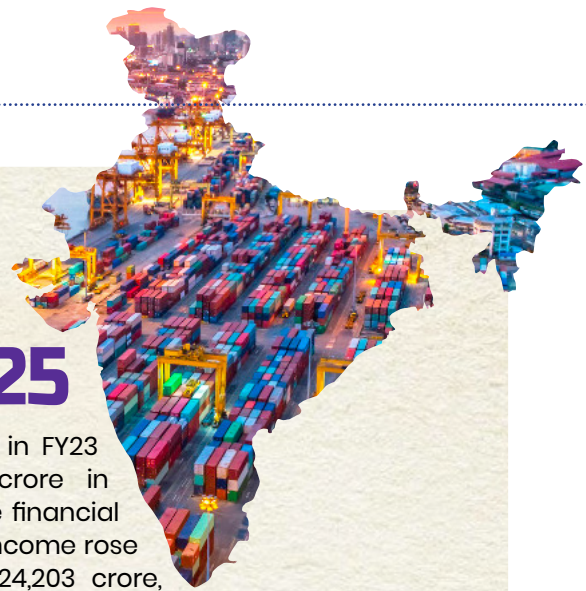 25
in FY23
crore in
financial
ncome rose
24,203 crore,